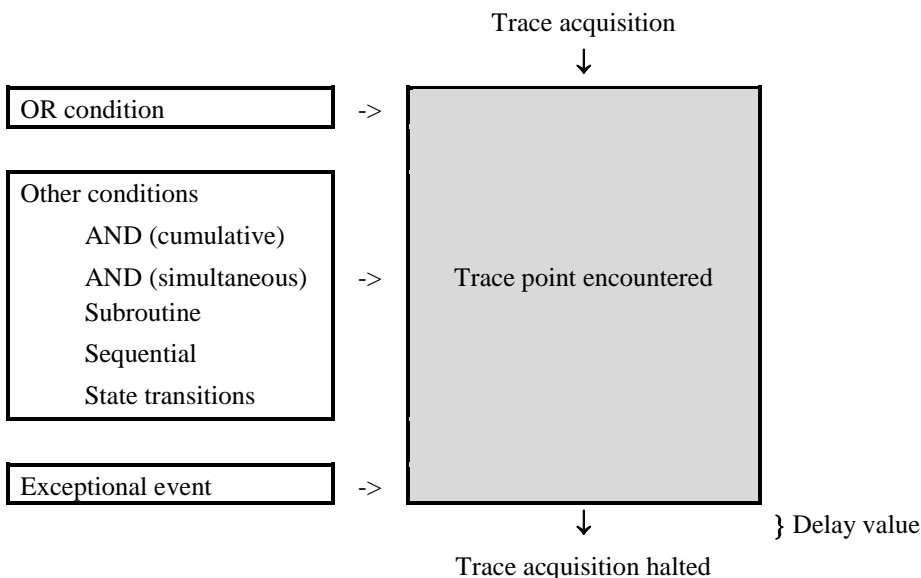 Trace acquisition
↓
OR condition ->
Other conditions
AND (cumulative)
AND (simultaneous) -> Trace point encountered
Subroutine
Sequential
State transitions
Exceptional event ->
↓ } Delay value
Trace acquisition halted